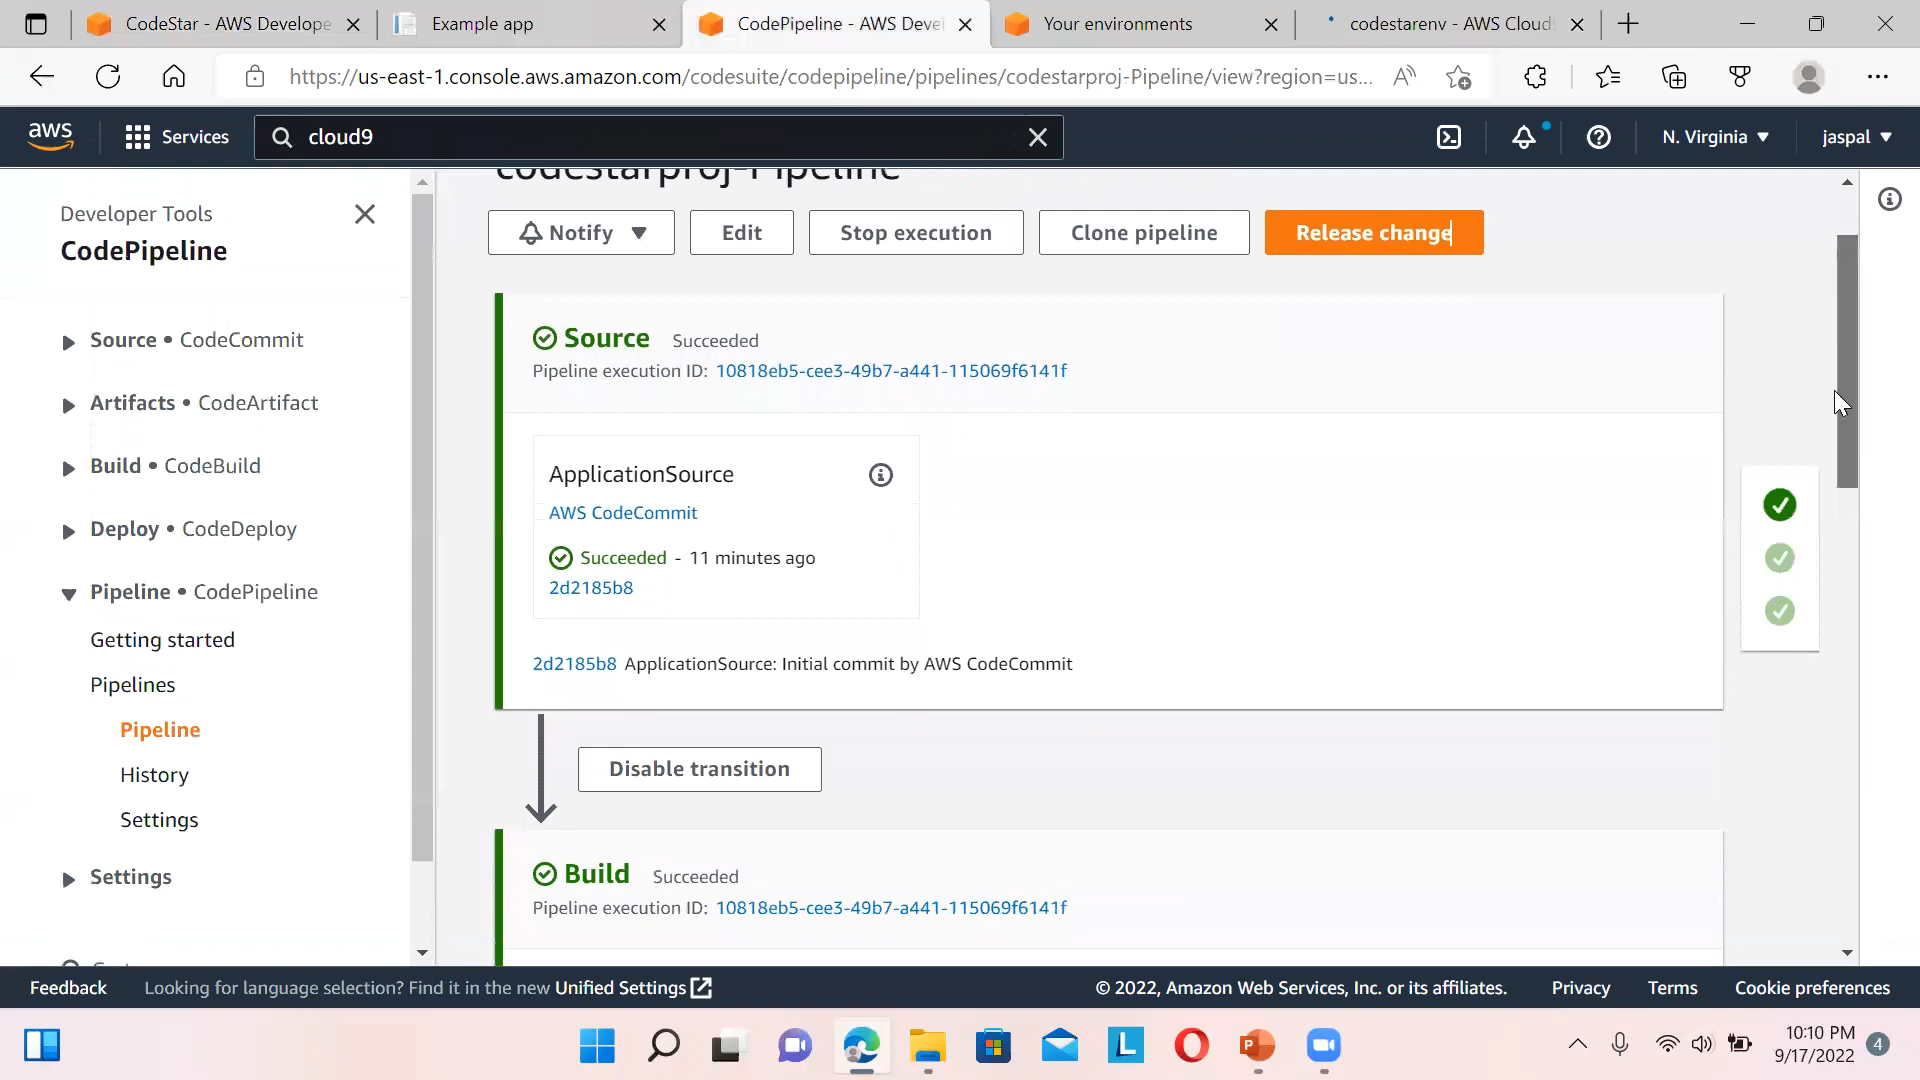 CodeStar - AWS Develope
Example app
CodePipeline - AWS Devel
Your environments
codestarenv - AWS Cloud9
https://us-east-1.console.aws.amazon.com/codesuite/codepipeline/pipelines/codestarproj-Pipeline/view?region=us...
aws
Services
cloud9
N. Virginia
jaspal
Developer Tools
CodePipeline
Source • CodeCommit
Artifacts • CodeArtifact
Build • CodeBuild
Deploy • CodeDeploy
Pipeline • CodePipeline
Getting started
Pipelines
Pipeline
History
Settings
Settings
codestarproj-Pipeline
Notify
Edit
Stop execution
Clone pipeline
Release change
Source Succeeded
Pipeline execution ID: 10818eb5-cee3-49b7-a441-115069f6141f
ApplicationSource
AWS CodeCommit
Succeeded - 11 minutes ago
2d2185b8
2d2185b8 ApplicationSource: Initial commit by AWS CodeCommit
Disable transition
Build Succeeded
Pipeline execution ID: 10818eb5-cee3-49b7-a441-115069f6141f
Feedback
Looking for language selection? Find it in the new Unified Settings
© 2022, Amazon Web Services, Inc. or its affiliates.
Privacy
Terms
Cookie preferences
10:10 PM
9/17/2022
4